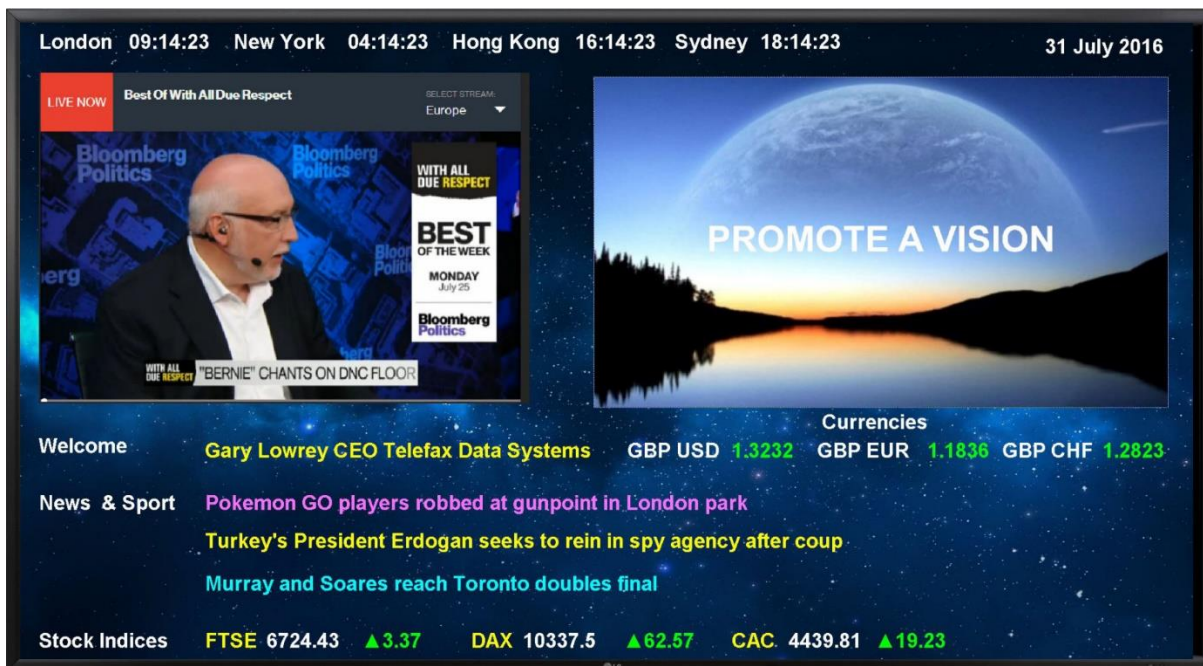 London 09:14:23 New York 04:14:23 Hong Kong 16:14:23 Sydney 18:14:23 31 July 2016
LIVE NOW
Best Of With All Due Respect
SELECT STREAM:
Europe
Bloomberg
Politics
Bloomberg
Politics
WITH ALL
DUE RESPECT
BEST
OF THE WEEK
MONDAY
July 25
Bloomberg
Politics
berg
WITH ALL
DUE RESPECT
"BERNIE" CHANTS ON DNC FLOOR
PROMOTE A VISION
Currencies
Welcome Gary Lowrey CEO Telefax Data Systems GBP USD 1.3232 GBP EUR 1.1836 GBP CHF 1.2823
News & Sport Pokemon GO players robbed at gunpoint in London park
Turkey's President Erdogan seeks to rein in spy agency after coup
Murray and Soares reach Toronto doubles final
Stock Indices FTSE 6724.43 ▲3.37 DAX 10337.5 ▲62.57 CAC 4439.81 ▲19.23